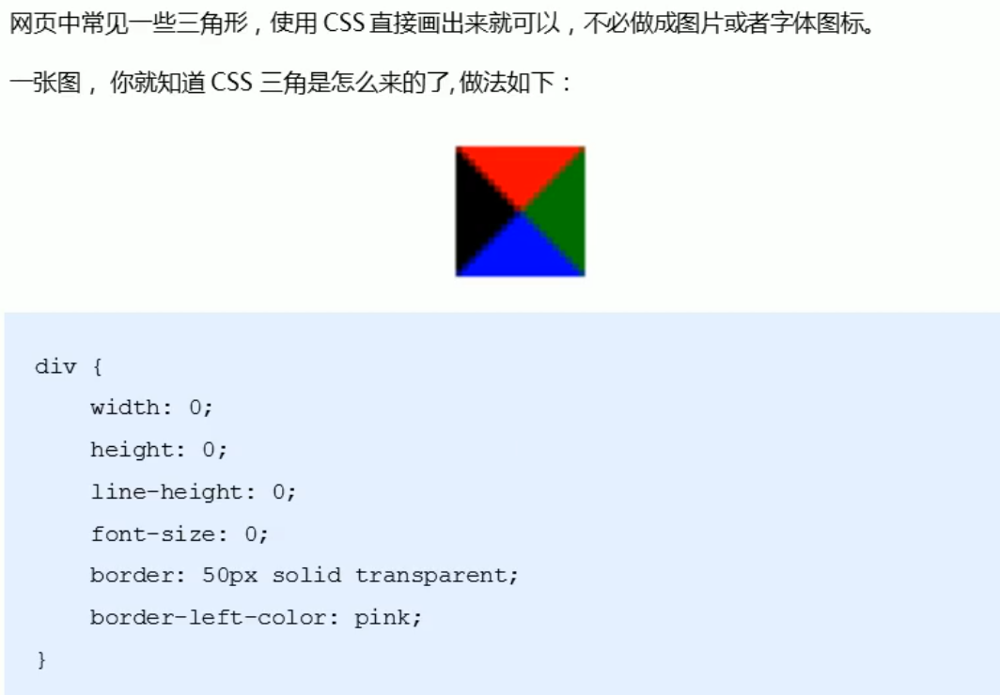 网页中常见一些三角形，使用 CSS 直接画出来就可以，不必做成图片或者字体图标。
一张图， 你就知道 CSS 三角是怎么来的了, 做法如下：
div {
    width: 0;
    height: 0;
    line-height: 0;
    font-size: 0;
    border: 50px solid transparent;
    border-left-color: pink;
}